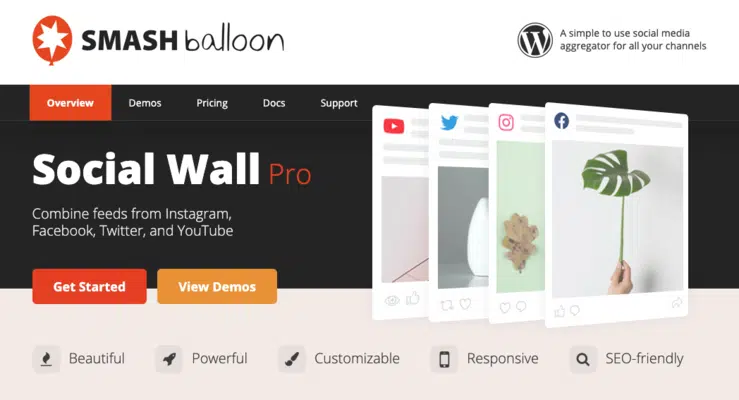 SMASH balloon
A simple to use social media
aggregator for all your channels
Overview
Demos
Pricing
Docs
Support
Social Wall Pro
Combine feeds from Instagram,
Facebook, Twitter, and YouTube
Get Started
View Demos
Beautiful
Powerful
Customizable
Responsive
SEO-friendly